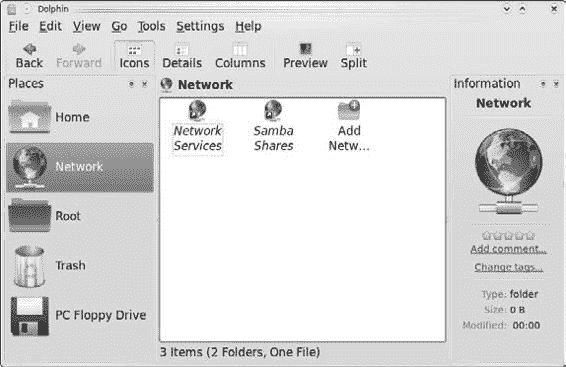 Dolphin
File Edit View Go Tools Settings Help
Back Forward Icons Details Columns Preview Split
Places
Home
Network
Root
Trash
PC Floppy Drive
Network
Network Services
Samba Shares
Add Netw...
3 Items (2 Folders, One File)
Information
Network
Add comment...
Change tags...
Type: folder
Size: 0 B
Modified: 00:00